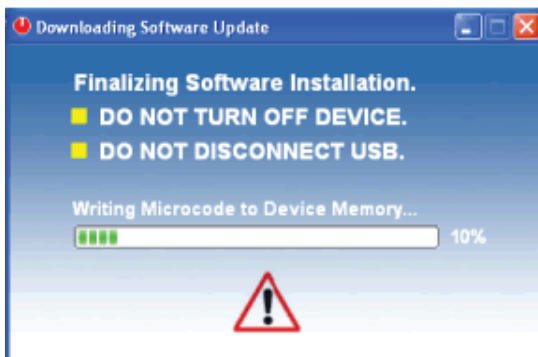 Downloading Software Update
Finalizing Software Installation.
DO NOT TURN OFF DEVICE.
DO NOT DISCONNECT USB.
Writing Microcode to Device Memory...
10%